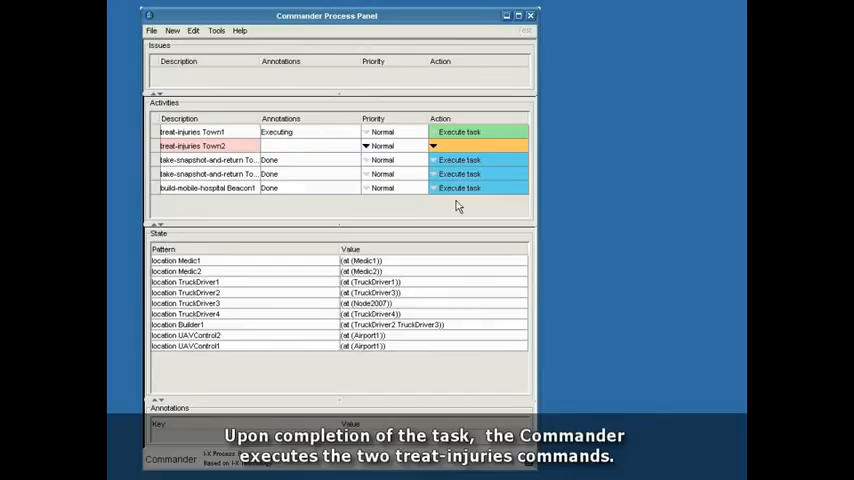 Commander Process Panel
File New Edit Tools Help Test
Issues
Description Annotations Priority Action
Activities
Description Annotations Priority Action
treat-injuries Town1 Executing Normal Execute task
treat-injuries Town2 Normal
take-snapshot-and-return To... Done Normal Execute task
take-snapshot-and-return To... Done Normal Execute task
build-mobile-hospital Beacon1 Done Normal Execute task
State
Pattern Value
location Medic1 (at (Medic1))
location Medic2 (at (Medic2))
location TruckDriver1 (at (TruckDriver1))
location TruckDriver2 (at (TruckDriver3))
location TruckDriver3 (at (Node2007))
location TruckDriver4 (at (TruckDriver4))
location Builder1 (at (TruckDriver2 TruckDriver3))
location UAVControl2 (at (Airport1))
location UAVControl1 (at (Airport1))
Annotations
Key Value
Upon completion of the task, the Commander
executes the two treat-injuries commands.
Commander
Based on I-X Technology